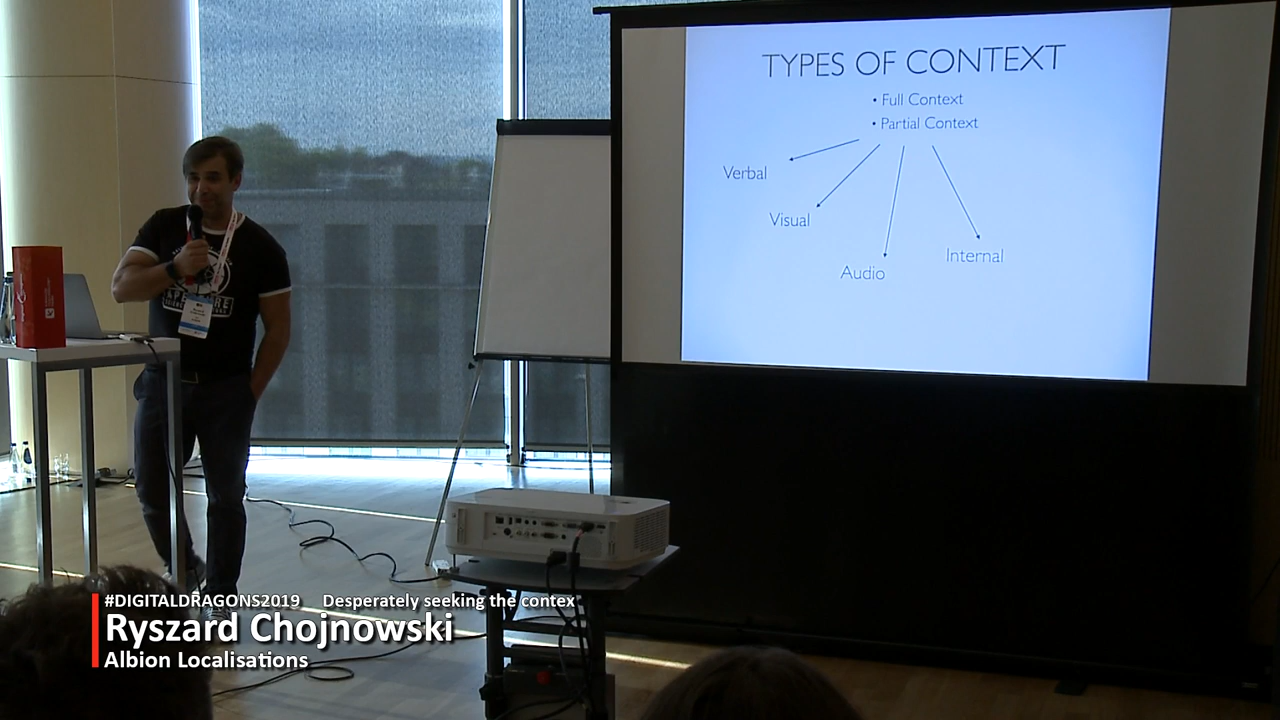 TYPES OF CONTEXT
• Full Context
• Partial Context
Verbal
Visual
Audio
Internal
#DIGITALDRAGONS2019 Desperately seeking the contex
Ryszard Chojnowski
Albion Localisations